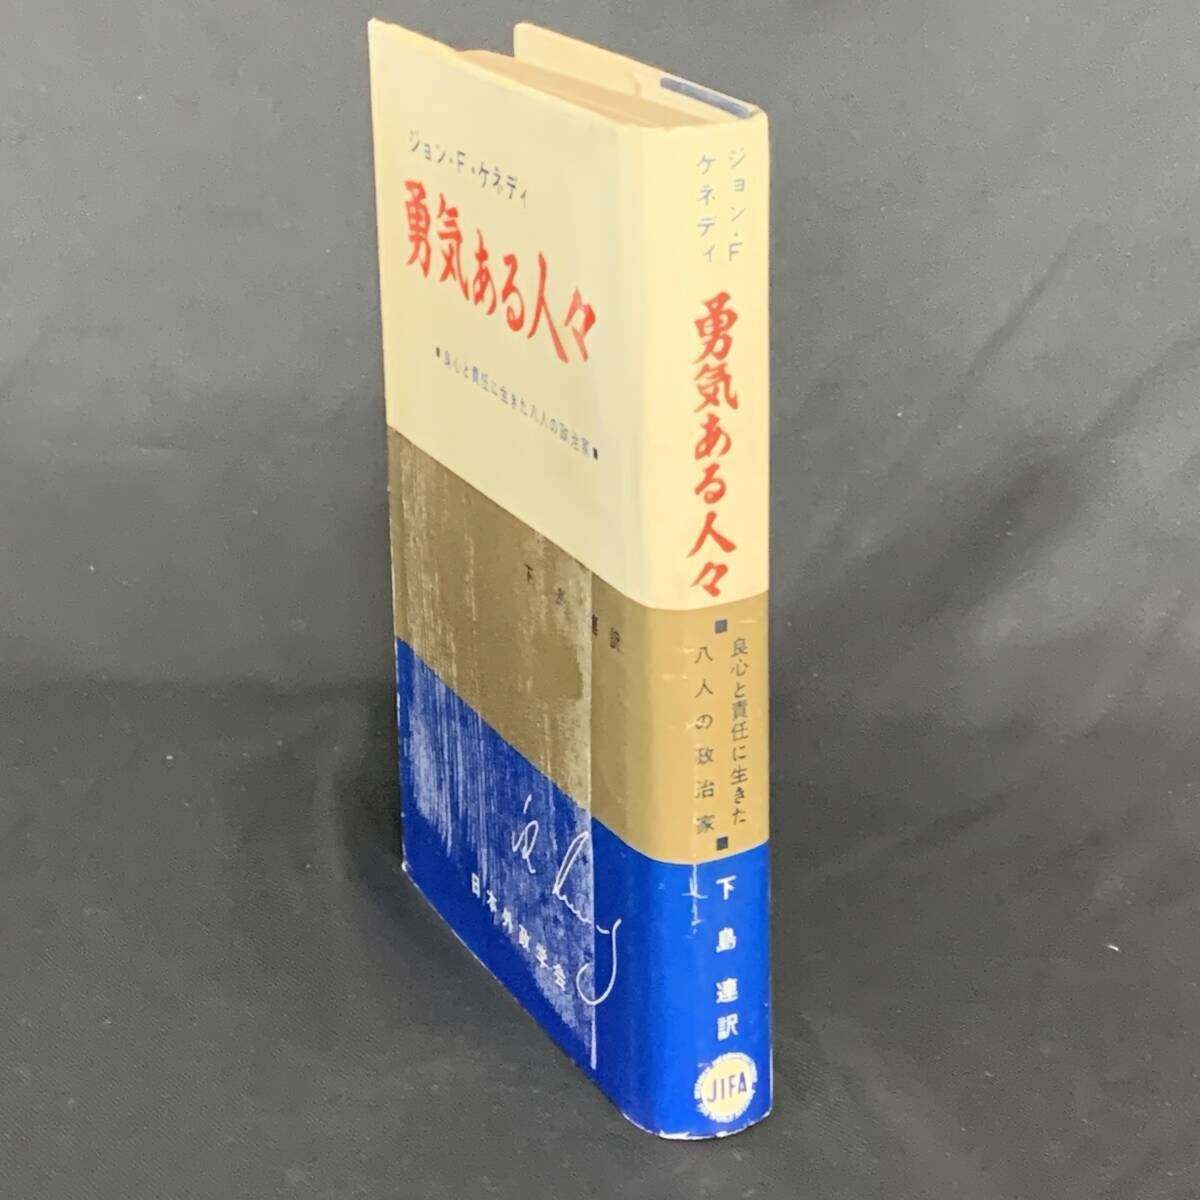 ジョン・F・ケネディ
勇気ある人々
■良心と責任に生きた八人の政治家■
下島連訳
日本外政学会
ジョン・F
ケネディ
勇気ある人々
■良心と責任に生きた
八人の政治家■
下島連訳
JIFA